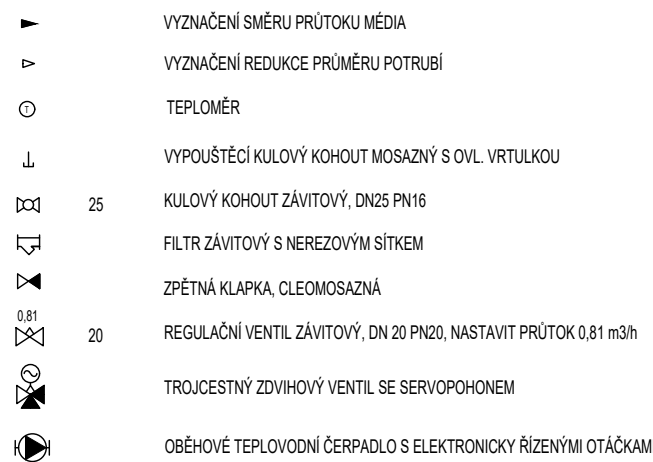 VYZNAČENÍ SMĚRU PRŮTOKU MÉDIA
VYZNAČENÍ REDUKCE PRŮMĚRU POTRUBÍ
T TEPLOMĚR
VYPOUŠTĚCÍ KULOVÝ KOHOUT MOSAZNÝ S OVL. VRTULKOU
25 KULOVÝ KOHOUT ZÁVITOVÝ, DN25 PN16
FILTR ZÁVITOVÝ S NEREZOVÝM SÍTKEM
ZPĚTNÁ KLAPKA, CLEOMOSAZNÁ
0,81
20 REGULAČNÍ VENTIL ZÁVITOVÝ, DN 20 PN20, NASTAVIT PRŮTOK 0,81 m3/h
TROJCESTNÝ ZDVIHOVÝ VENTIL SE SERVOPOHONEM
OBĚHOVÉ TEPLOVODNÍ ČERPADLO S ELEKTRONICKY ŘÍZENÝMI OTÁČKAM